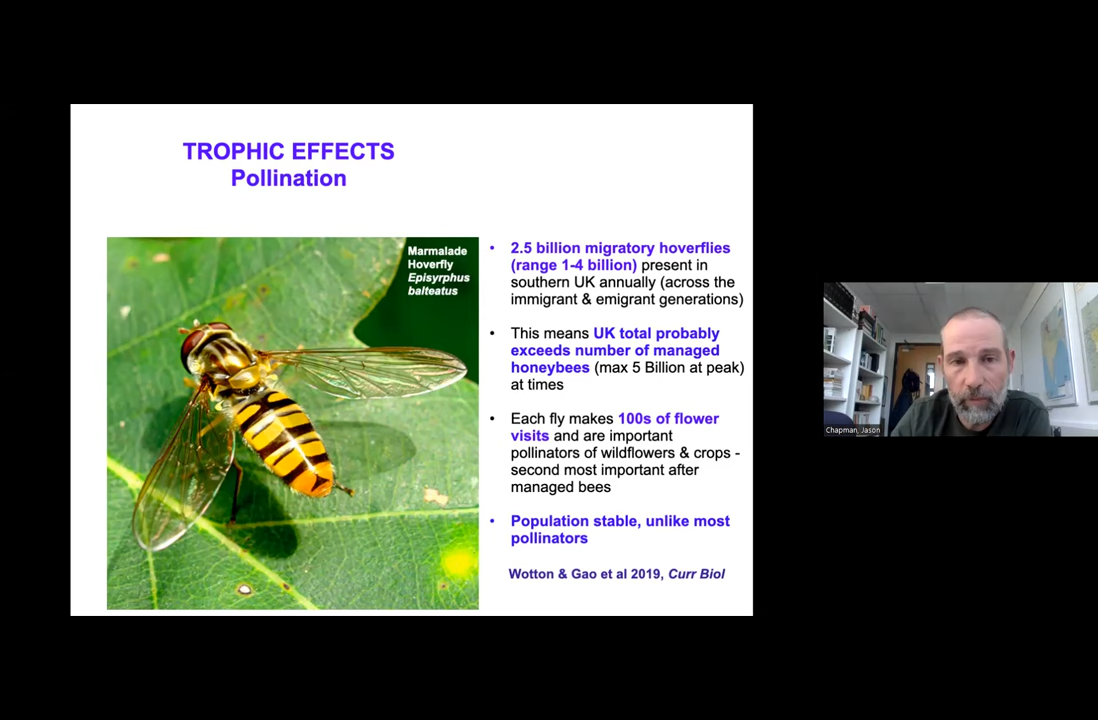 TROPHIC EFFECTS
Pollination
Marmalade
Hoverfly
Episyrphus
balteatus
• 2.5 billion migratory hoverflies
(range 1-4 billion) present in
southern UK annually (across the
immigrant & emigrant generations)
• This means UK total probably
exceeds number of managed
honeybees (max 5 Billion at peak)
at times
• Each fly makes 100s of flower
visits and are important
pollinators of wildflowers & crops -
second most important after
managed bees
• Population stable, unlike most
pollinators
Wotton & Gao et al 2019, Curr Biol
Chapman, Jason